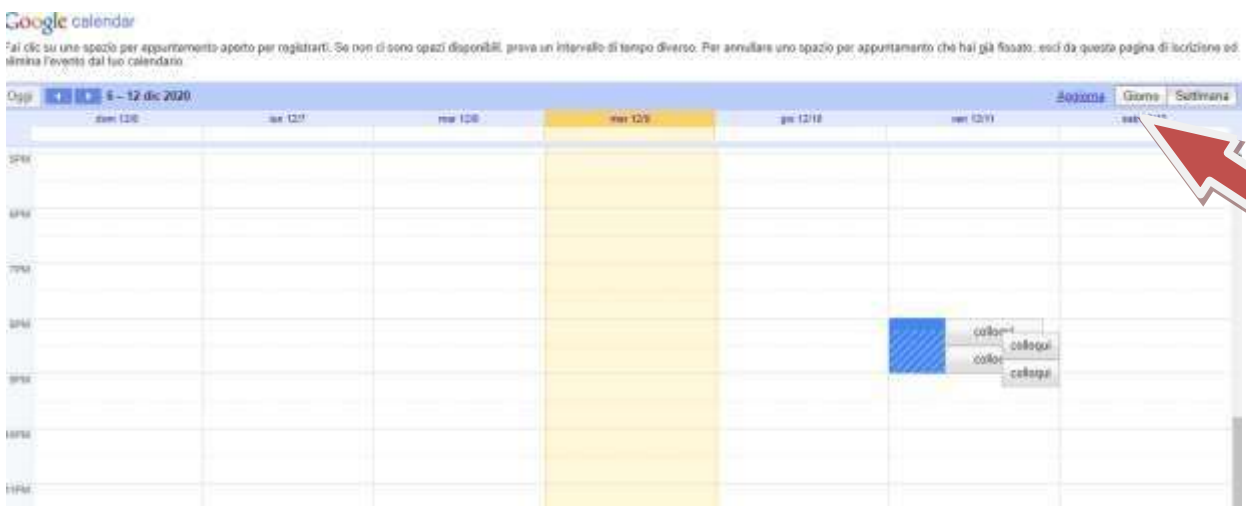 Google calendar
Fai clic su uno spazio per appuntamento aperto per registrarti. Se non ci sono spazi disponibili, prova un intervallo di tempo diverso. Per annullare uno spazio per appuntamento che hai già fissato, esci da questa pagina di iscrizione ed
elimina l'evento dal tuo calendario.
Oggi 6 – 12 dic 2020 Aggiorna Giorno Settimana
dom 12/6 lun 12/7 mar 12/8 mer 12/9 gio 12/10 ven 12/11
5PM
6PM
7PM
8PM
colloqui
colloqui
9PM
10PM
11PM